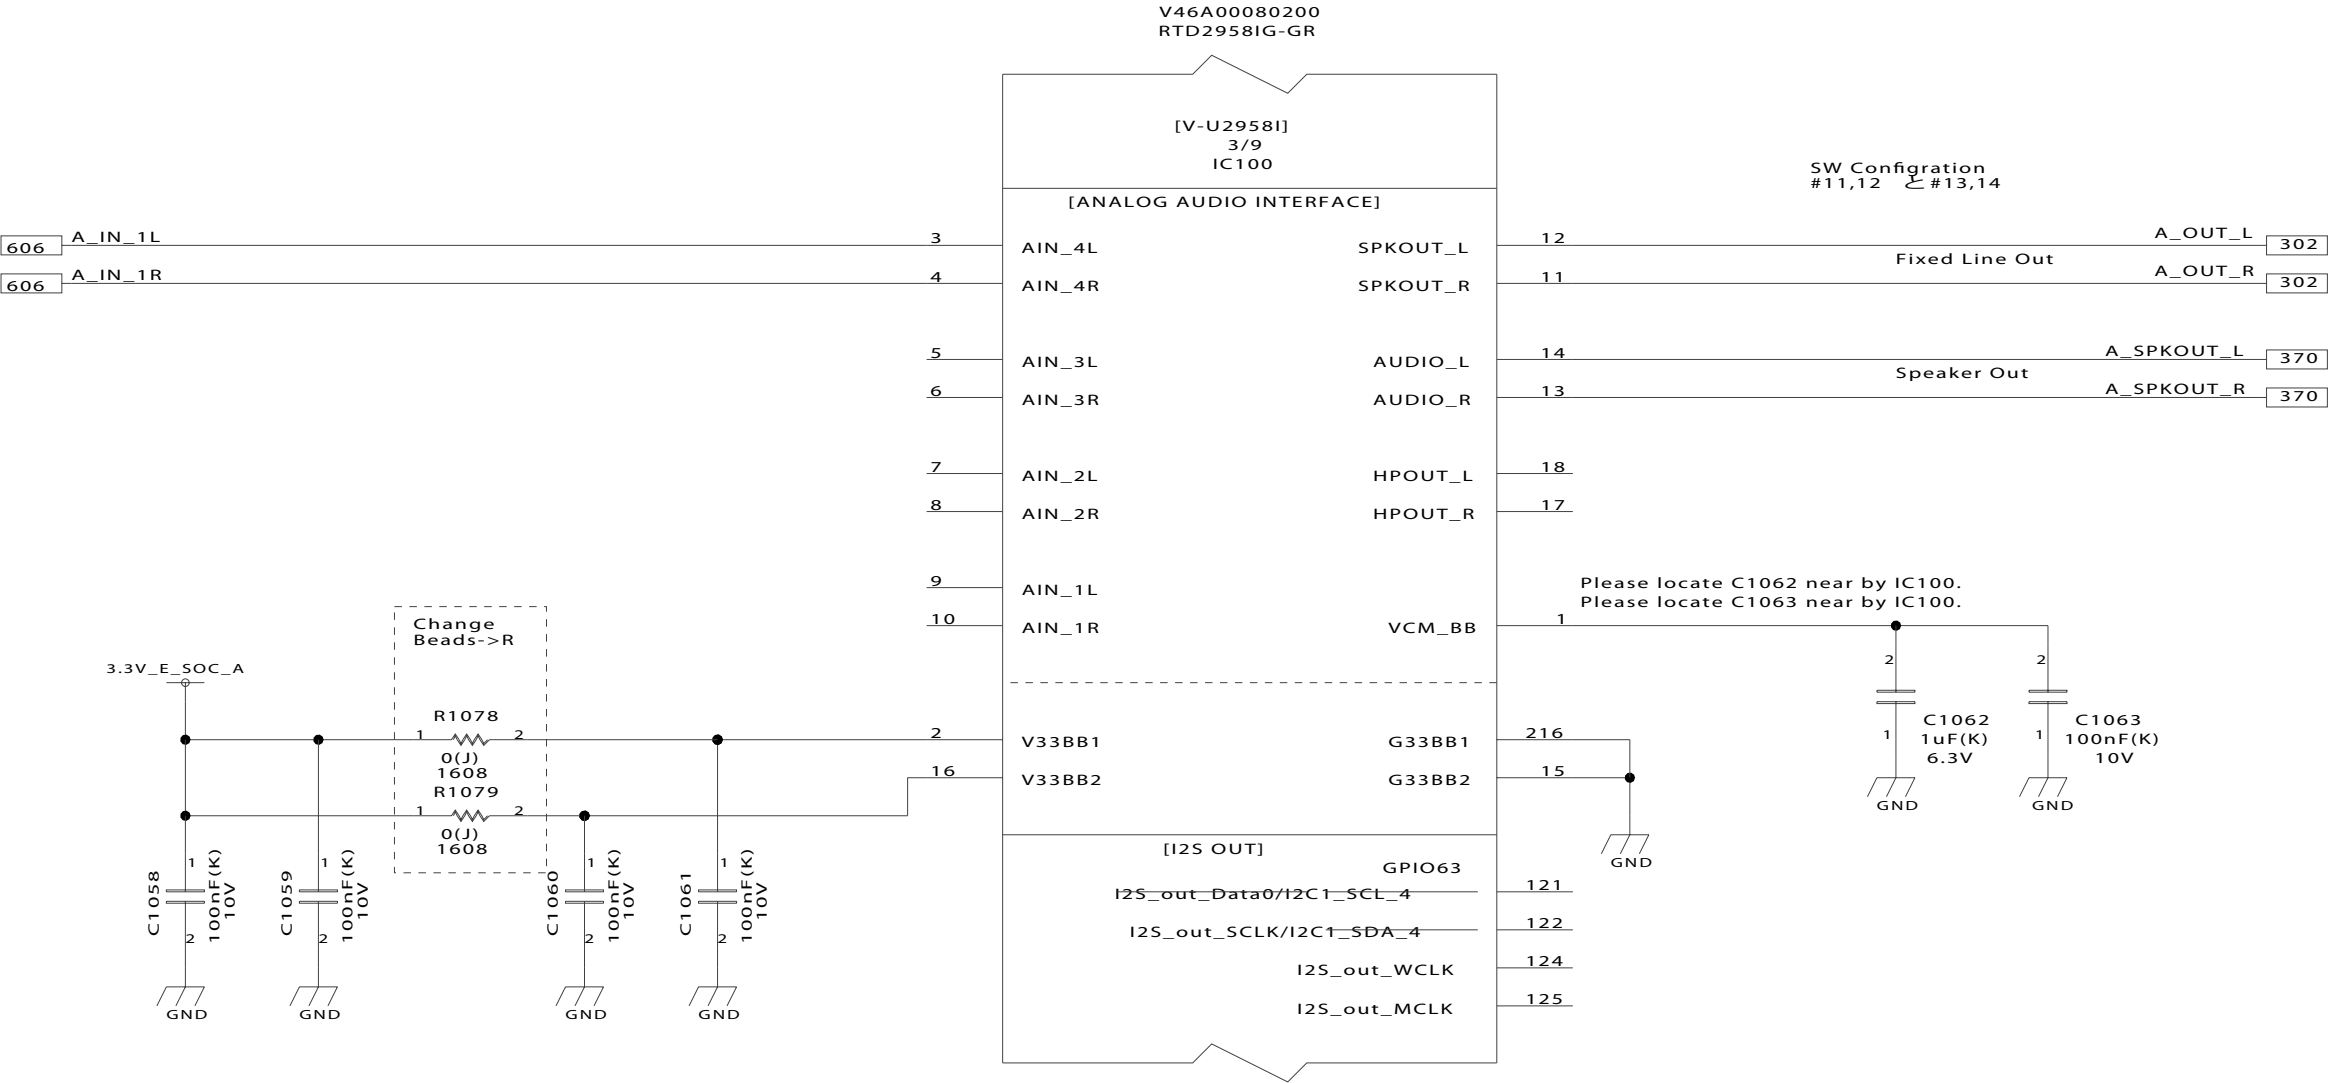 V46A00080200
RTD2958IG-GR
[V-U2958I]
3/9
IC100
SW Configration
#11,12 と#13,14
[ANALOG AUDIO INTERFACE]
606 A_IN_1L 3 AIN_4L SPKOUT_L 12 A_OUT_L 302
Fixed Line Out
606 A_IN_1R 4 AIN_4R SPKOUT_R 11 A_OUT_R 302
5 AIN_3L AUDIO_L 14 A_SPKOUT_L 370
Speaker Out
6 AIN_3R AUDIO_R 13 A_SPKOUT_R 370
7 AIN_2L HPOUT_L 18
8 AIN_2R HPOUT_R 17
9 AIN_1L
Please locate C1062 near by IC100.
Please locate C1063 near by IC100.
10 AIN_1R VCM_BB 1
Change
Beads->R
3.3V_E_SOC_A
2 2
R1078
C1062 C1063
1uF(K) 100nF(K)
6.3V 10V
1 1
GND GND
1 2 2 V33BB1 G33BB1 216
0(J)
1608
16 V33BB2 G33BB2 15
R1079
1 2
0(J)
1608
GND
[I2S OUT]
GPIO63
1 C1058 100nF(K) 10V 2
1 C1059 100nF(K) 10V 2
1 C1060 100nF(K) 10V 2
1 C1061 100nF(K) 10V 2
I2S_out_Data0/I2C1_SCL_4 121
I2S_out_SCLK/I2C1_SDA_4 122
I2S_out_WCLK 124
I2S_out_MCLK 125
GND GND GND GND